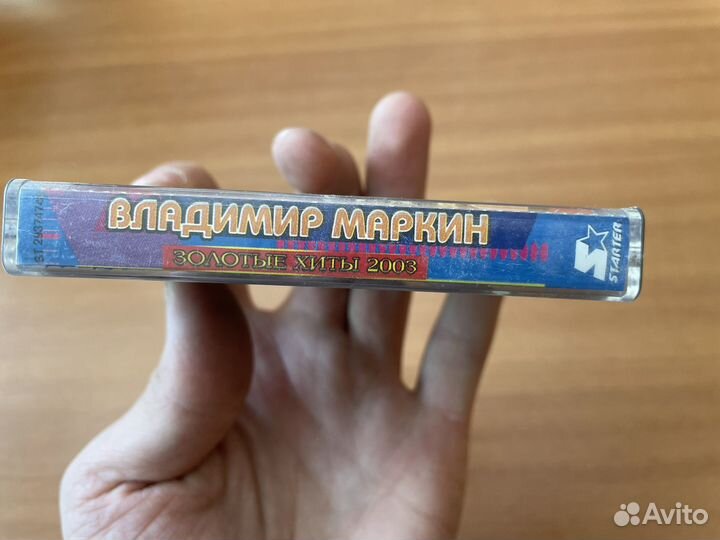 ВЛАДИМИР МАРКИН
ЗОЛОТЫЕ ХИТЫ 2003
STARTER
Avito